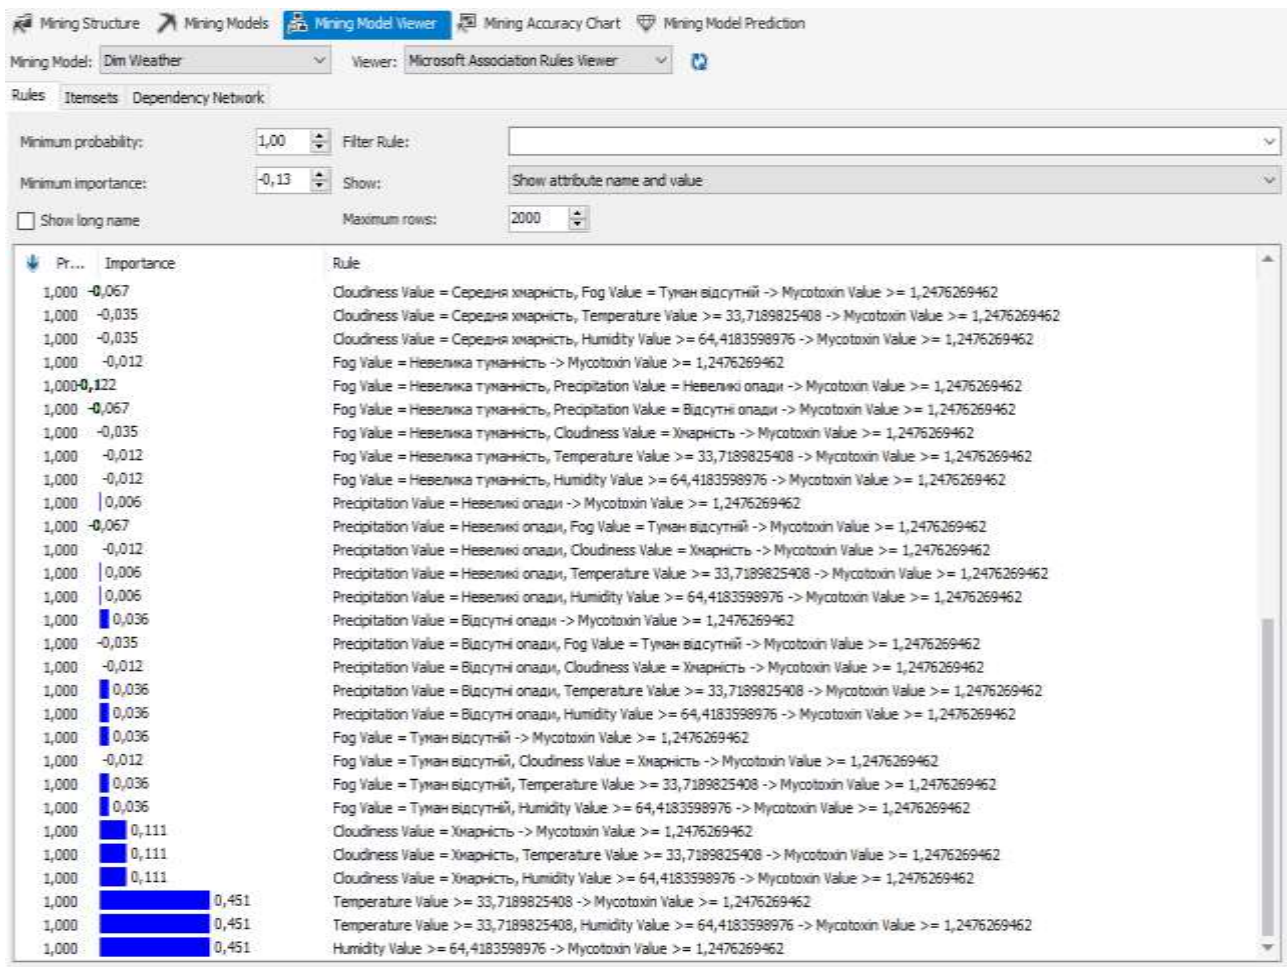 Mining Structure Mining Models Mining Model Viewer Mining Accuracy Chart Mining Model Prediction
Mining Model: Dim Weather Viewer: Microsoft Association Rules Viewer
Rules Itemsets Dependency Network
Minimum probability: 1,00 Filter Rule:
Minimum importance: -0,13 Show: Show attribute name and value
Show long name Maximum rows: 2000
Pr... Importance Rule
1,000 -0,067 Cloudiness Value = Середня хмарність, Fog Value = Туман відсутній -> Mycotoxin Value >= 1,2476269462
1,000 -0,035 Cloudiness Value = Середня хмарність, Temperature Value >= 33,7189825408 -> Mycotoxin Value >= 1,2476269462
1,000 -0,035 Cloudiness Value = Середня хмарність, Humidity Value >= 64,4183598976 -> Mycotoxin Value >= 1,2476269462
1,000 -0,012 Fog Value = Невелика туманність -> Mycotoxin Value >= 1,2476269462
1,000 -0,122 Fog Value = Невелика туманність, Precipitation Value = Невеликі опади -> Mycotoxin Value >= 1,2476269462
1,000 -0,067 Fog Value = Невелика туманність, Precipitation Value = Відсутні опади -> Mycotoxin Value >= 1,2476269462
1,000 -0,035 Fog Value = Невелика туманність, Cloudiness Value = Хмарність -> Mycotoxin Value >= 1,2476269462
1,000 -0,012 Fog Value = Невелика туманність, Temperature Value >= 33,7189825408 -> Mycotoxin Value >= 1,2476269462
1,000 -0,012 Fog Value = Невелика туманність, Humidity Value >= 64,4183598976 -> Mycotoxin Value >= 1,2476269462
1,000 0,006 Precipitation Value = Невеликі опади -> Mycotoxin Value >= 1,2476269462
1,000 -0,067 Precipitation Value = Невеликі опади, Fog Value = Туман відсутній -> Mycotoxin Value >= 1,2476269462
1,000 -0,012 Precipitation Value = Невеликі опади, Cloudiness Value = Хмарність -> Mycotoxin Value >= 1,2476269462
1,000 0,006 Precipitation Value = Невеликі опади, Temperature Value >= 33,7189825408 -> Mycotoxin Value >= 1,2476269462
1,000 0,006 Precipitation Value = Невеликі опади, Humidity Value >= 64,4183598976 -> Mycotoxin Value >= 1,2476269462
1,000 0,036 Precipitation Value = Відсутні опади -> Mycotoxin Value >= 1,2476269462
1,000 -0,035 Precipitation Value = Відсутні опади, Fog Value = Туман відсутній -> Mycotoxin Value >= 1,2476269462
1,000 -0,012 Precipitation Value = Відсутні опади, Cloudiness Value = Хмарність -> Mycotoxin Value >= 1,2476269462
1,000 0,036 Precipitation Value = Відсутні опади, Temperature Value >= 33,7189825408 -> Mycotoxin Value >= 1,2476269462
1,000 0,036 Precipitation Value = Відсутні опади, Humidity Value >= 64,4183598976 -> Mycotoxin Value >= 1,2476269462
1,000 0,036 Fog Value = Туман відсутній -> Mycotoxin Value >= 1,2476269462
1,000 -0,012 Fog Value = Туман відсутній, Cloudiness Value = Хмарність -> Mycotoxin Value >= 1,2476269462
1,000 0,036 Fog Value = Туман відсутній, Temperature Value >= 33,7189825408 -> Mycotoxin Value >= 1,2476269462
1,000 0,036 Fog Value = Туман відсутній, Humidity Value >= 64,4183598976 -> Mycotoxin Value >= 1,2476269462
1,000 0,111 Cloudiness Value = Хмарність -> Mycotoxin Value >= 1,2476269462
1,000 0,111 Cloudiness Value = Хмарність, Temperature Value >= 33,7189825408 -> Mycotoxin Value >= 1,2476269462
1,000 0,111 Cloudiness Value = Хмарність, Humidity Value >= 64,4183598976 -> Mycotoxin Value >= 1,2476269462
1,000 0,451 Temperature Value >= 33,7189825408 -> Mycotoxin Value >= 1,2476269462
1,000 0,451 Temperature Value >= 33,7189825408, Humidity Value >= 64,4183598976 -> Mycotoxin Value >= 1,2476269462
1,000 0,451 Humidity Value >= 64,4183598976 -> Mycotoxin Value >= 1,2476269462